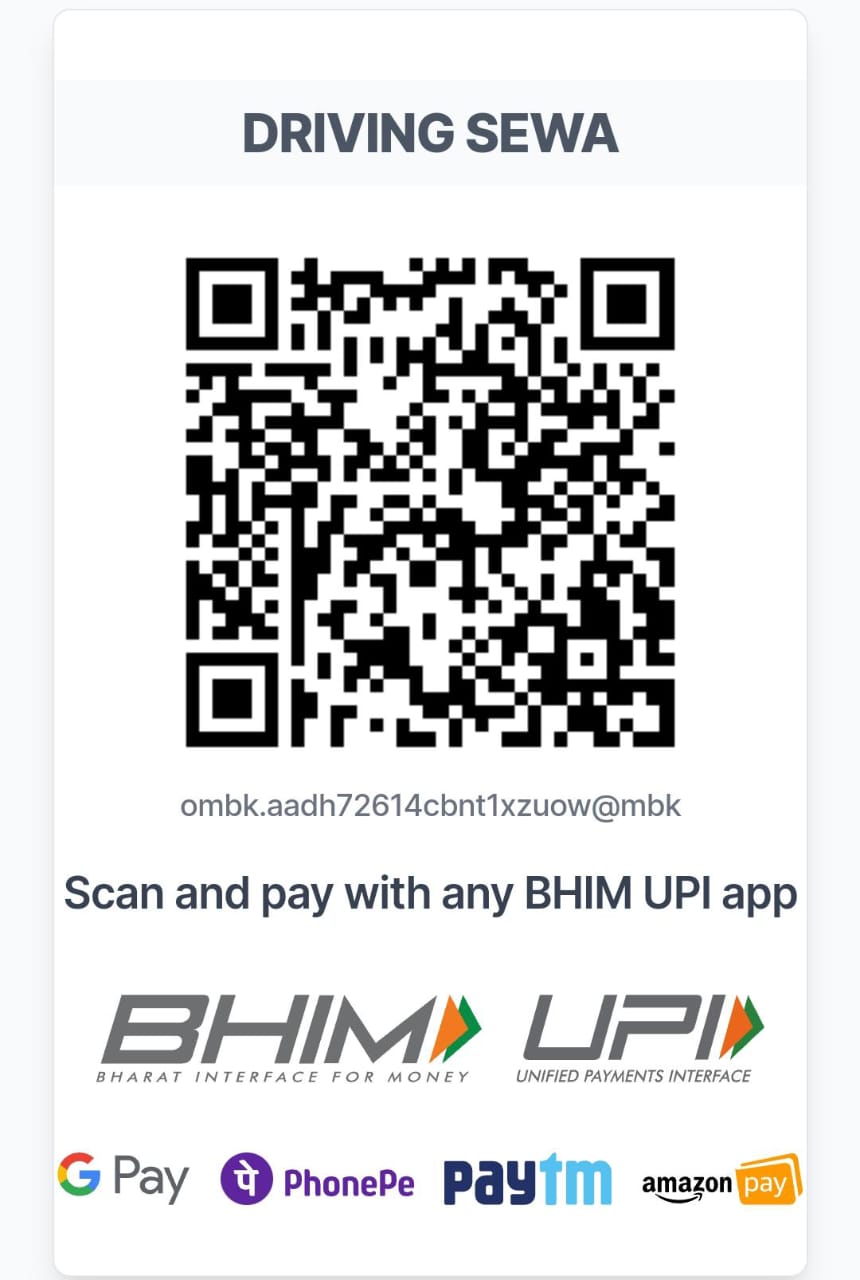 DRIVING SEWA
ombk.aadh72614cbnt1xzuow@mbk
Scan and pay with any BHIM UPI app
BHIM UPI
BHARAT INTERFACE FOR MONEY UNIFIED PAYMENTS INTERFACE
G Pay पे PhonePe paytm amazon pay